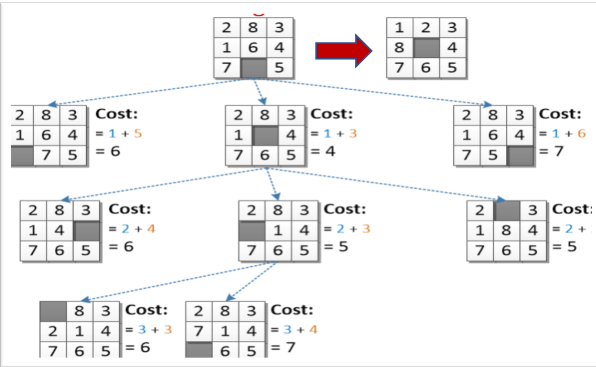 2 8 3
1 6 4
7 5
1 2 3
8 4
7 6 5
2 8 3
1 6 4
7 5
Cost:
= 1 + 5
= 6
2 8 3
1 4
7 6 5
Cost:
= 1 + 3
= 4
2 8 3
1 6 4
7 5
Cost:
= 1 + 6
= 7
2 8 3
1 4
7 6 5
Cost:
= 2 + 4
= 6
2 8 3
1 4
7 6 5
Cost:
= 2 + 3
= 5
2 3
1 8 4
7 6 5
Cost:
= 2 +
= 5
8 3
2 1 4
7 6 5
Cost:
= 3 + 3
= 6
2 8 3
7 1 4
6 5
Cost:
= 3 + 4
= 7